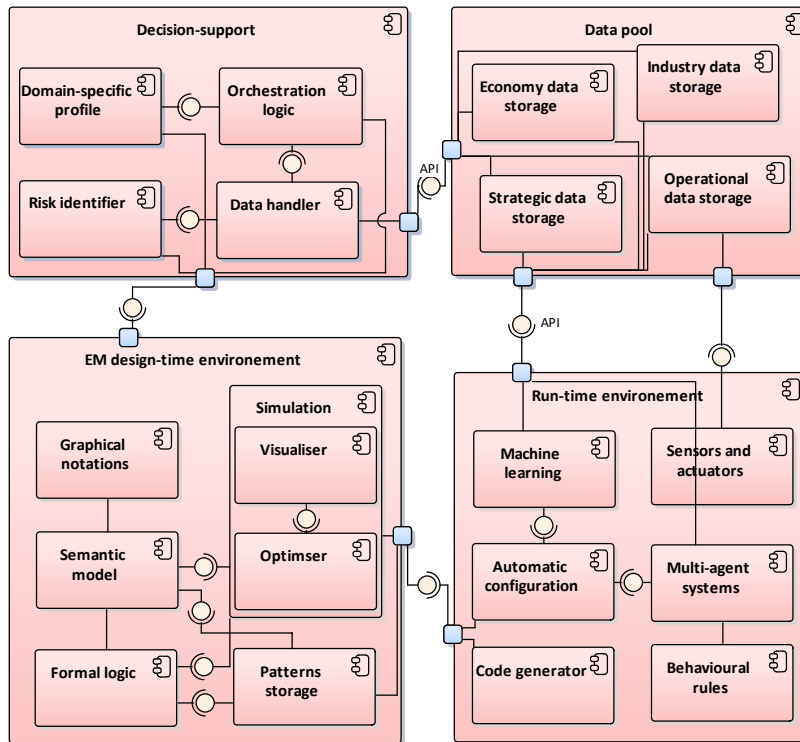 Decision-support
Domain-specific
profile
Orchestration
logic
Risk identifier
Data handler
API
Data pool
Economy data
storage
Industry data
storage
Strategic data
storage
Operational
data storage
API
EM design-time environement
Graphical
notations
Semantic
model
Formal logic
Simulation
Visualiser
Optimser
Patterns
storage
Run-time environement
Machine
learning
Sensors and
actuators
Automatic
configuration
Multi-agent
systems
Code generator
Behavioural
rules